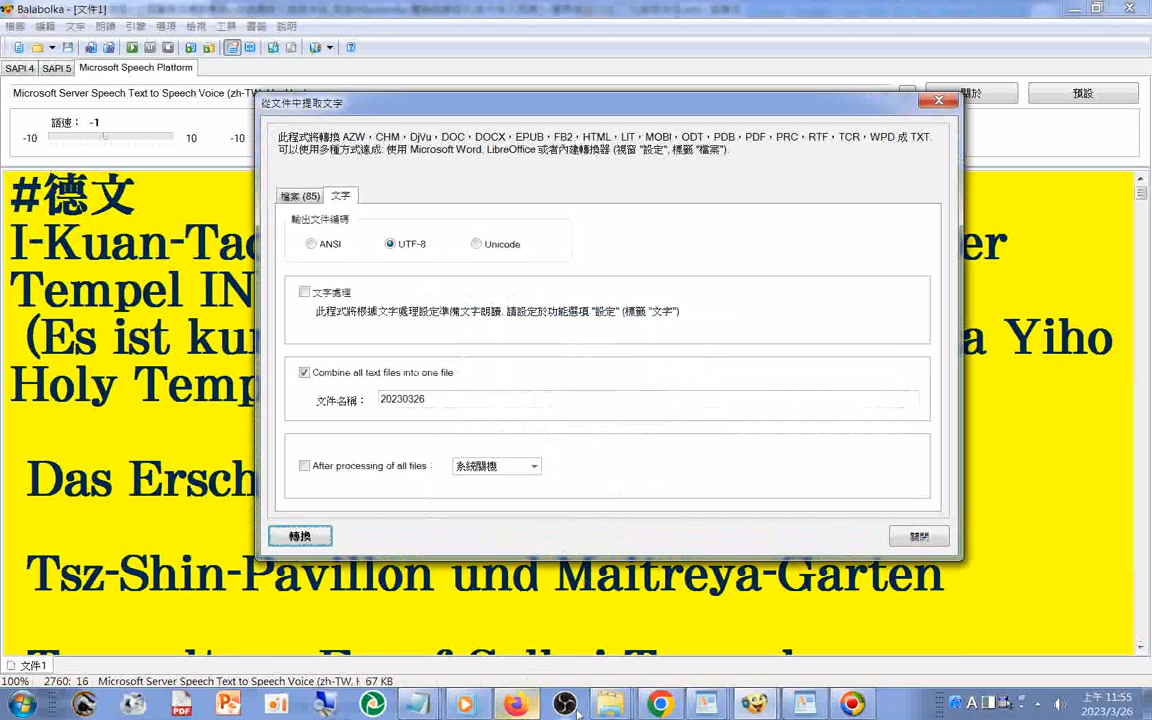 Balabolka - [文件1]
檔案 編輯 文字 朗讀 引擎 選項 檢視 工具 書籤 說明
SAPI 4 SAPI 5 Microsoft Speech Platform
Microsoft Server Speech Text to Speech Voice (zh-TW,
關於 預設
語速： -1
-10 10 -10
#德文
I-Kuan-Tao er
Tempel IN
(Es ist kur a Yiho
Holy Temp
Das Ersch
Tsz-Shin-Pavillon und Maitreya-Garten
從文件中提取文字
此程式將轉換 AZW，CHM，DjVu，DOC，DOCX，EPUB，FB2，HTML，LIT，MOBI，ODT，PDB，PDF，PRC，RTF，TCR，WPD 成 TXT.
可以使用多種方式達成: 使用 Microsoft Word, LibreOffice 或者內建轉換器 (視窗 "設定", 標籤 "檔案").
檔案 (85) 文字
輸出文件編碼
ANSI UTF-8 Unicode
文字處理
此程式將根據文字處理設定準備文字朗讀. 請設定於功能選項 "設定" (標籤 "文字")
Combine all text files into one file
文件名稱： 20230326
After processing of all files : 系統關機
轉換 關閉
文件1
100% 2760: 16 Microsoft Server Speech Text to Speech Voice (zh-TW, H 67 KB
上午 11:55
2023/3/26